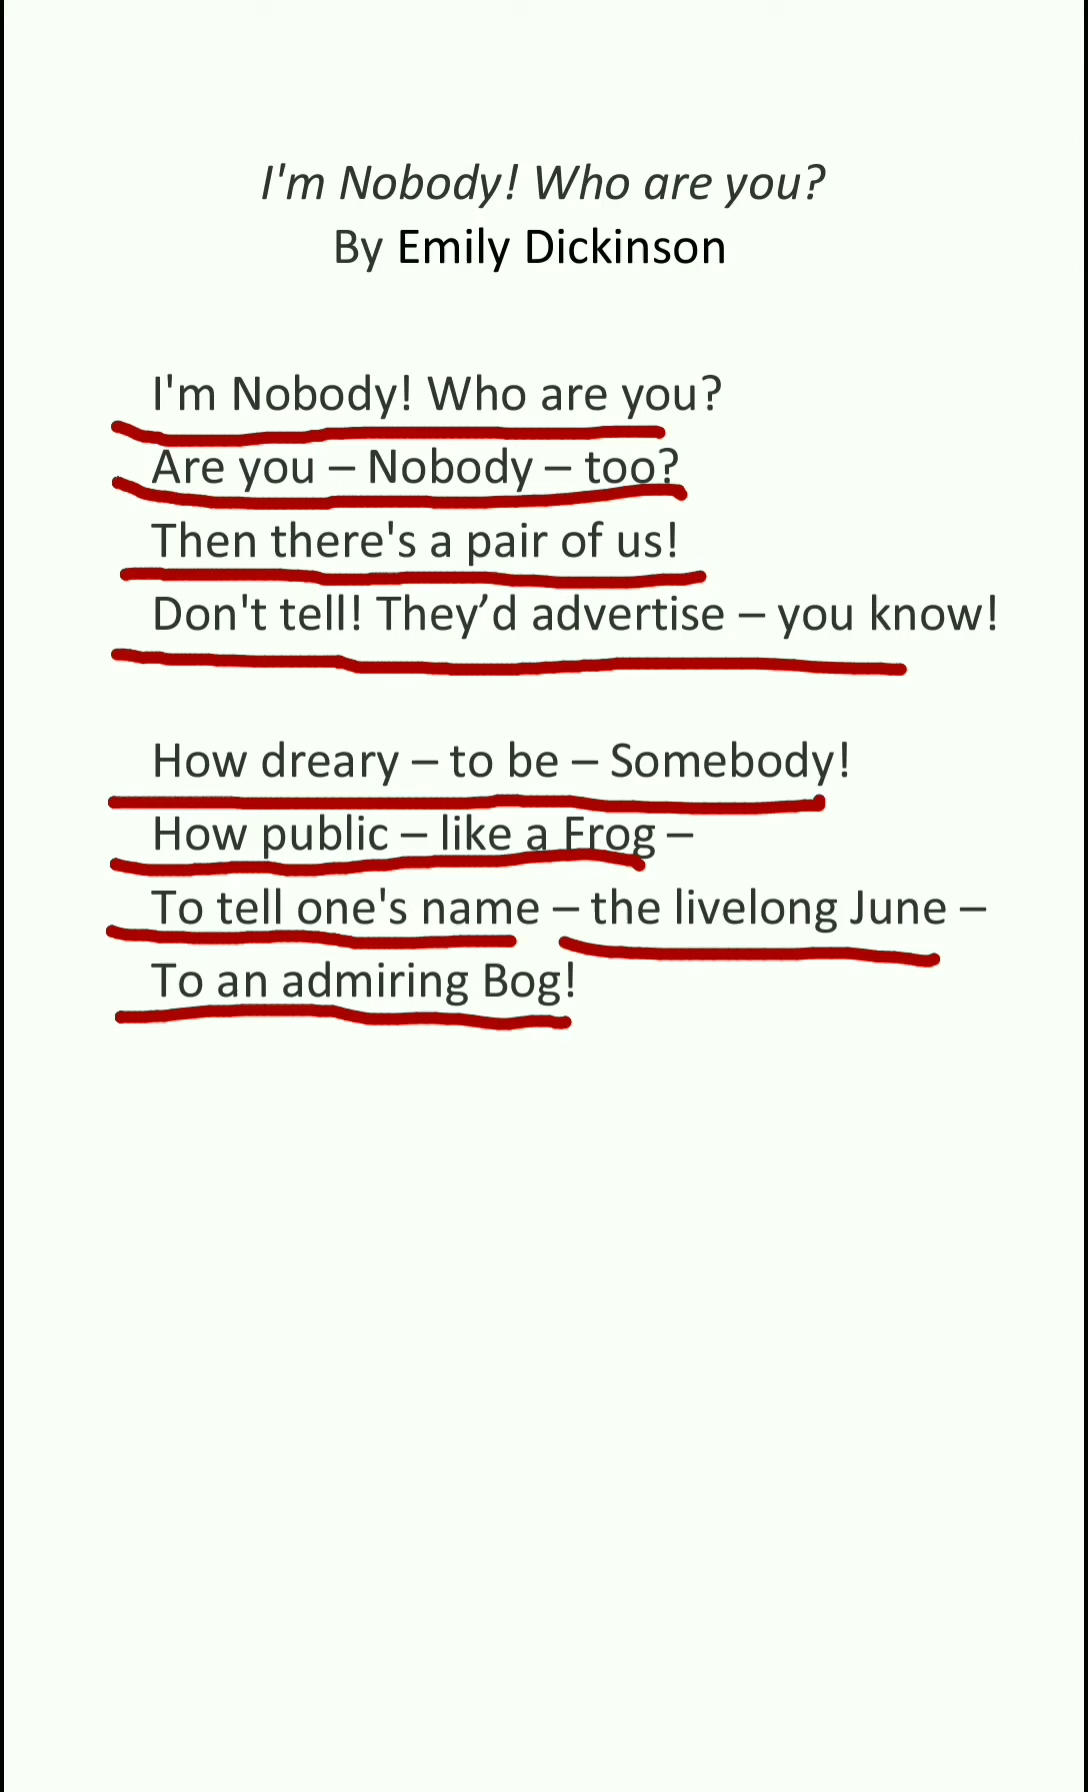 I'm Nobody! Who are you?
By Emily Dickinson
I'm Nobody! Who are you?
Are you – Nobody – too?
Then there's a pair of us!
Don't tell! They’d advertise – you know!
How dreary – to be – Somebody!
How public – like a Frog –
To tell one's name – the livelong June –
To an admiring Bog!